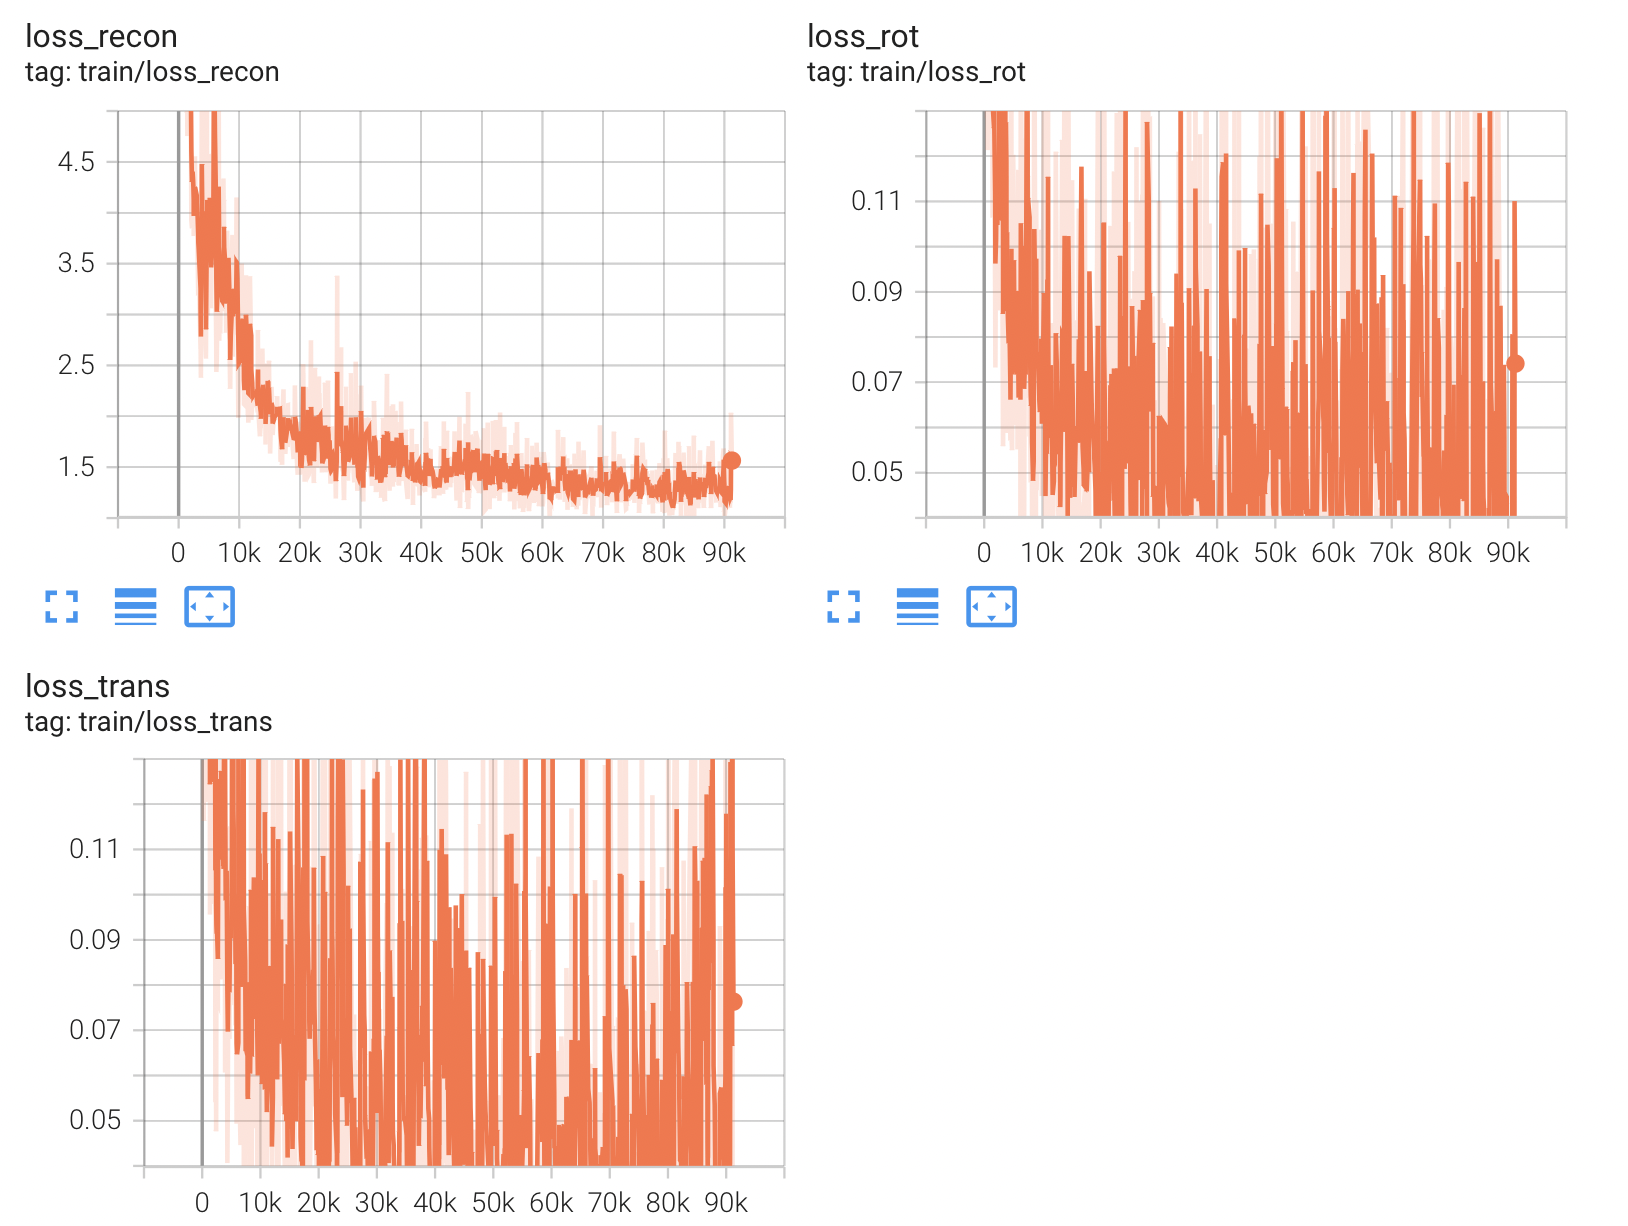 loss_recon
tag: train/loss_recon
4.5
3.5
2.5
1.5
0 10k 20k 30k 40k 50k 60k 70k 80k 90k
loss_rot
tag: train/loss_rot
0.11
0.09
0.07
0.05
0 10k 20k 30k 40k 50k 60k 70k 80k 90k
loss_trans
tag: train/loss_trans
0.11
0.09
0.07
0.05
0 10k 20k 30k 40k 50k 60k 70k 80k 90k